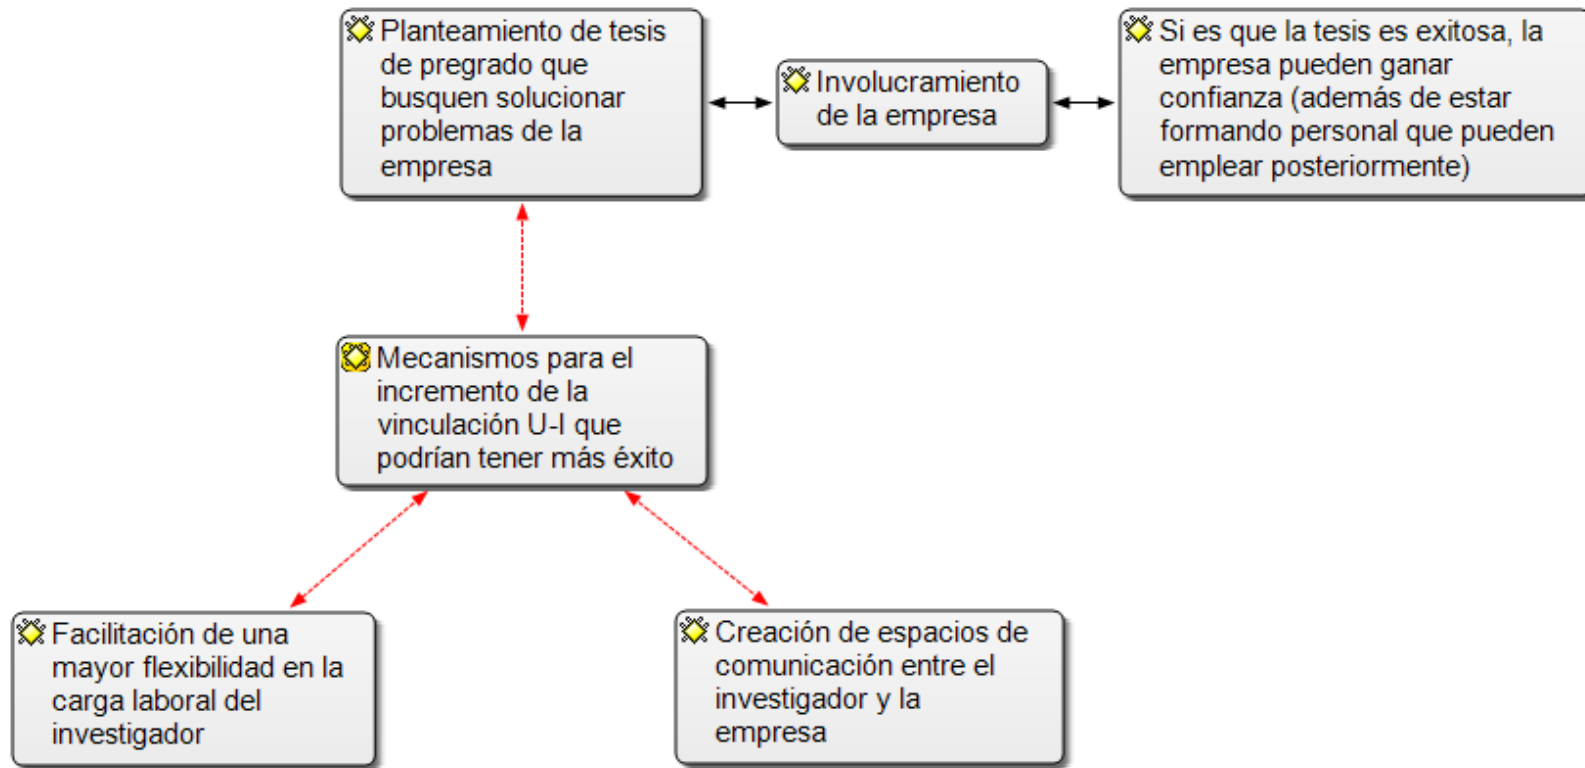 Planteamiento de tesis
de pregrado que
busquen solucionar
problemas de la
empresa
Involucramiento
de la empresa
Si es que la tesis es exitosa, la
empresa pueden ganar
confianza (además de estar
formando personal que pueden
emplear posteriormente)
Mecanismos para el
incremento de la
vinculación U-I que
podrían tener más éxito
Facilitación de una
mayor flexibilidad en la
carga laboral del
investigador
Creación de espacios de
comunicación entre el
investigador y la
empresa